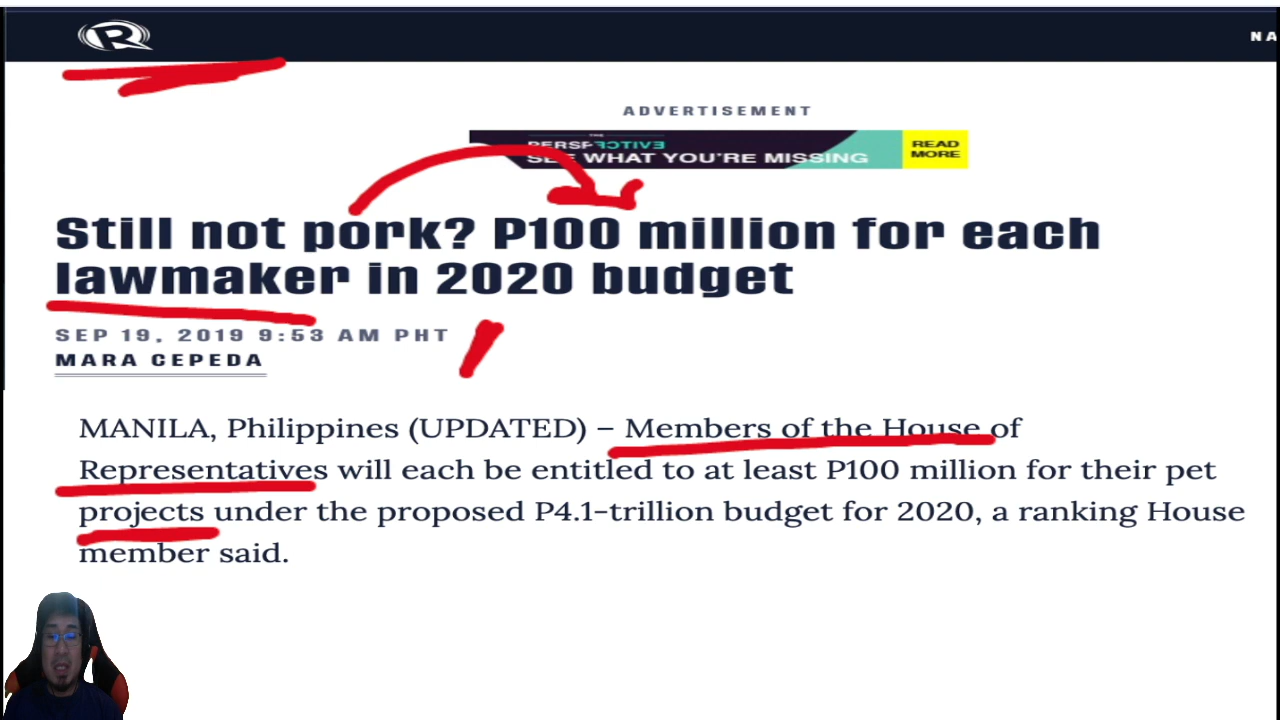 R
NA
ADVERTISEMENT
THE
PERSPECTIVE
SEE WHAT YOU'RE MISSING
READ
MORE
Still not pork? P100 million for each
lawmaker in 2020 budget
SEP 19, 2019 9:53 AM PHT
MARA CEPEDA
MANILA, Philippines (UPDATED) – Members of the House of
Representatives will each be entitled to at least P100 million for their pet
projects under the proposed P4.1-trillion budget for 2020, a ranking House
member said.